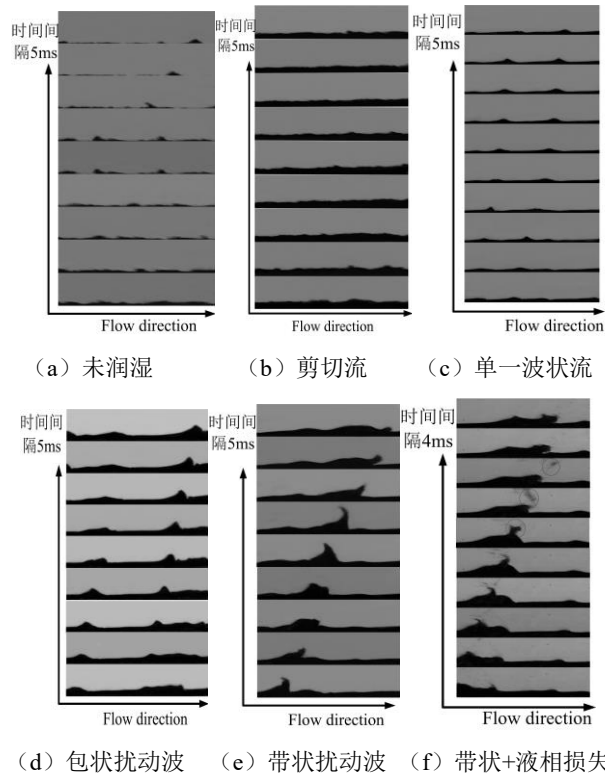 时间间
隔5ms
Flow direction
（a）未润湿
时间间
隔5ms
Flow direction
（b）剪切流
时间间
隔5ms
Flow direction
（c）单一波状流
时间间
隔5ms
Flow direction
（d）包状扰动波
时间间
隔5ms
Flow direction
（e）带状扰动波
时间间
隔4ms
Flow direction
（f）带状+液相损失